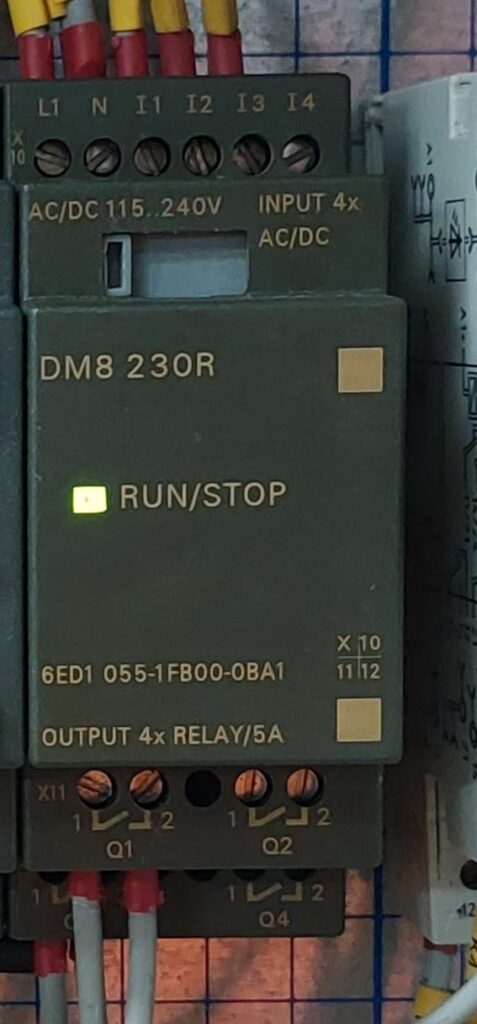 L1 N I1 I2 I3 I4
X
10
AC/DC 115..240V
INPUT 4x
AC/DC
DM8 230R
RUN/STOP
X 10
11 12
6ED1 055-1FB00-0BA1
OUTPUT 4x RELAY/5A
X11
1 2 1 2
Q1 Q2
1 1 2
Q4